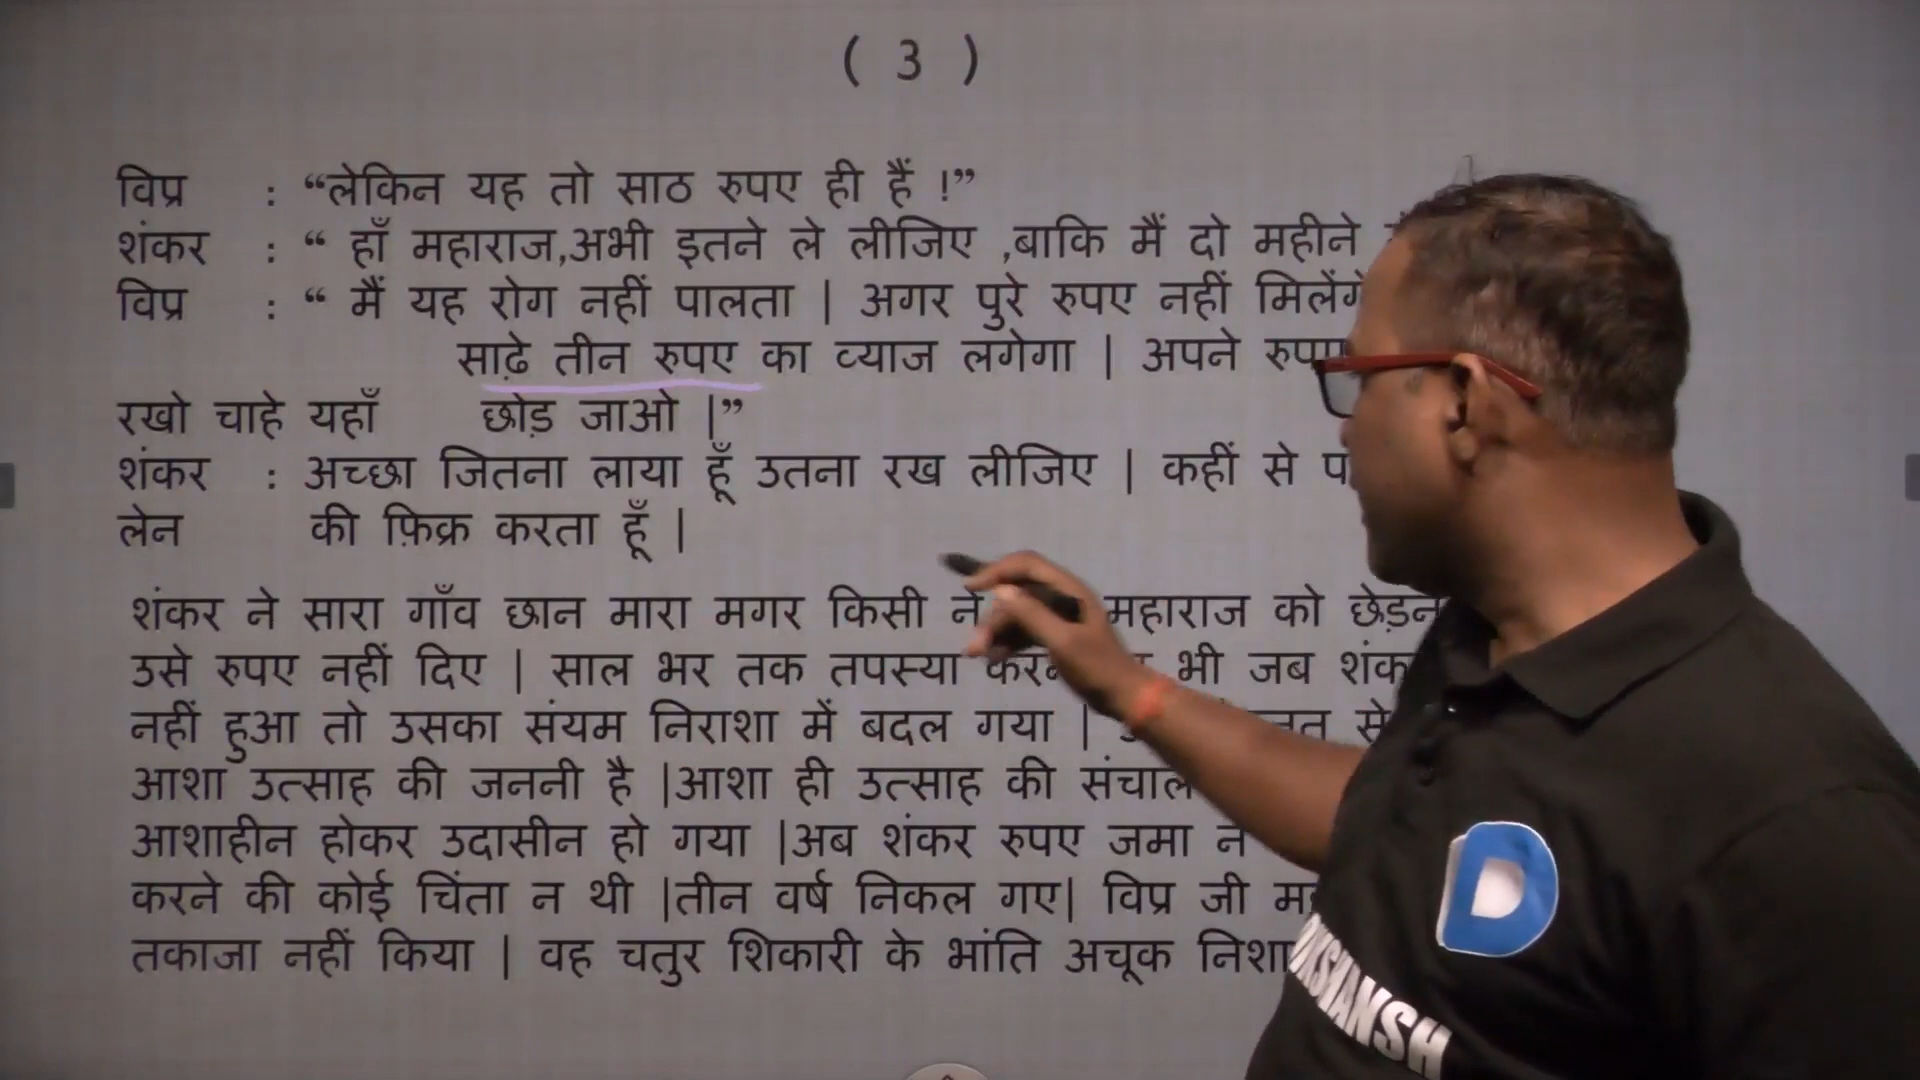 ( 3 )
विप्र : “लेकिन यह तो साठ रुपए ही हैं !”
शंकर : “ हाँ महाराज,अभी इतने ले लीजिए ,बाकि मैं दो महीने
विप्र : “ मैं यह रोग नहीं पालता | अगर पुरे रुपए नहीं मिलेंगे
साढ़े तीन रुपए का व्याज लगेगा | अपने
रखो चाहे यहाँ छोड़ जाओ |”
शंकर : अच्छा जितना लाया हूँ उतना रख लीजिए | कहीं से
लेन की फ़िक्र करता हूँ |
शंकर ने सारा गाँव छान मारा मगर किसी ने महाराज को
उसे रुपए नहीं दिए | साल भर तक तपस्या भी जब
नहीं हुआ तो उसका संयम निराशा में बदल गया |
आशा उत्साह की जननी है |आशा ही उत्साह की
आशाहीन होकर उदासीन हो गया |अब शंकर रुपए जमा न
करने की कोई चिंता न थी |तीन वर्ष निकल गए| विप्र जी
तकाजा नहीं किया | वह चतुर शिकारी के भांति अचूक
D